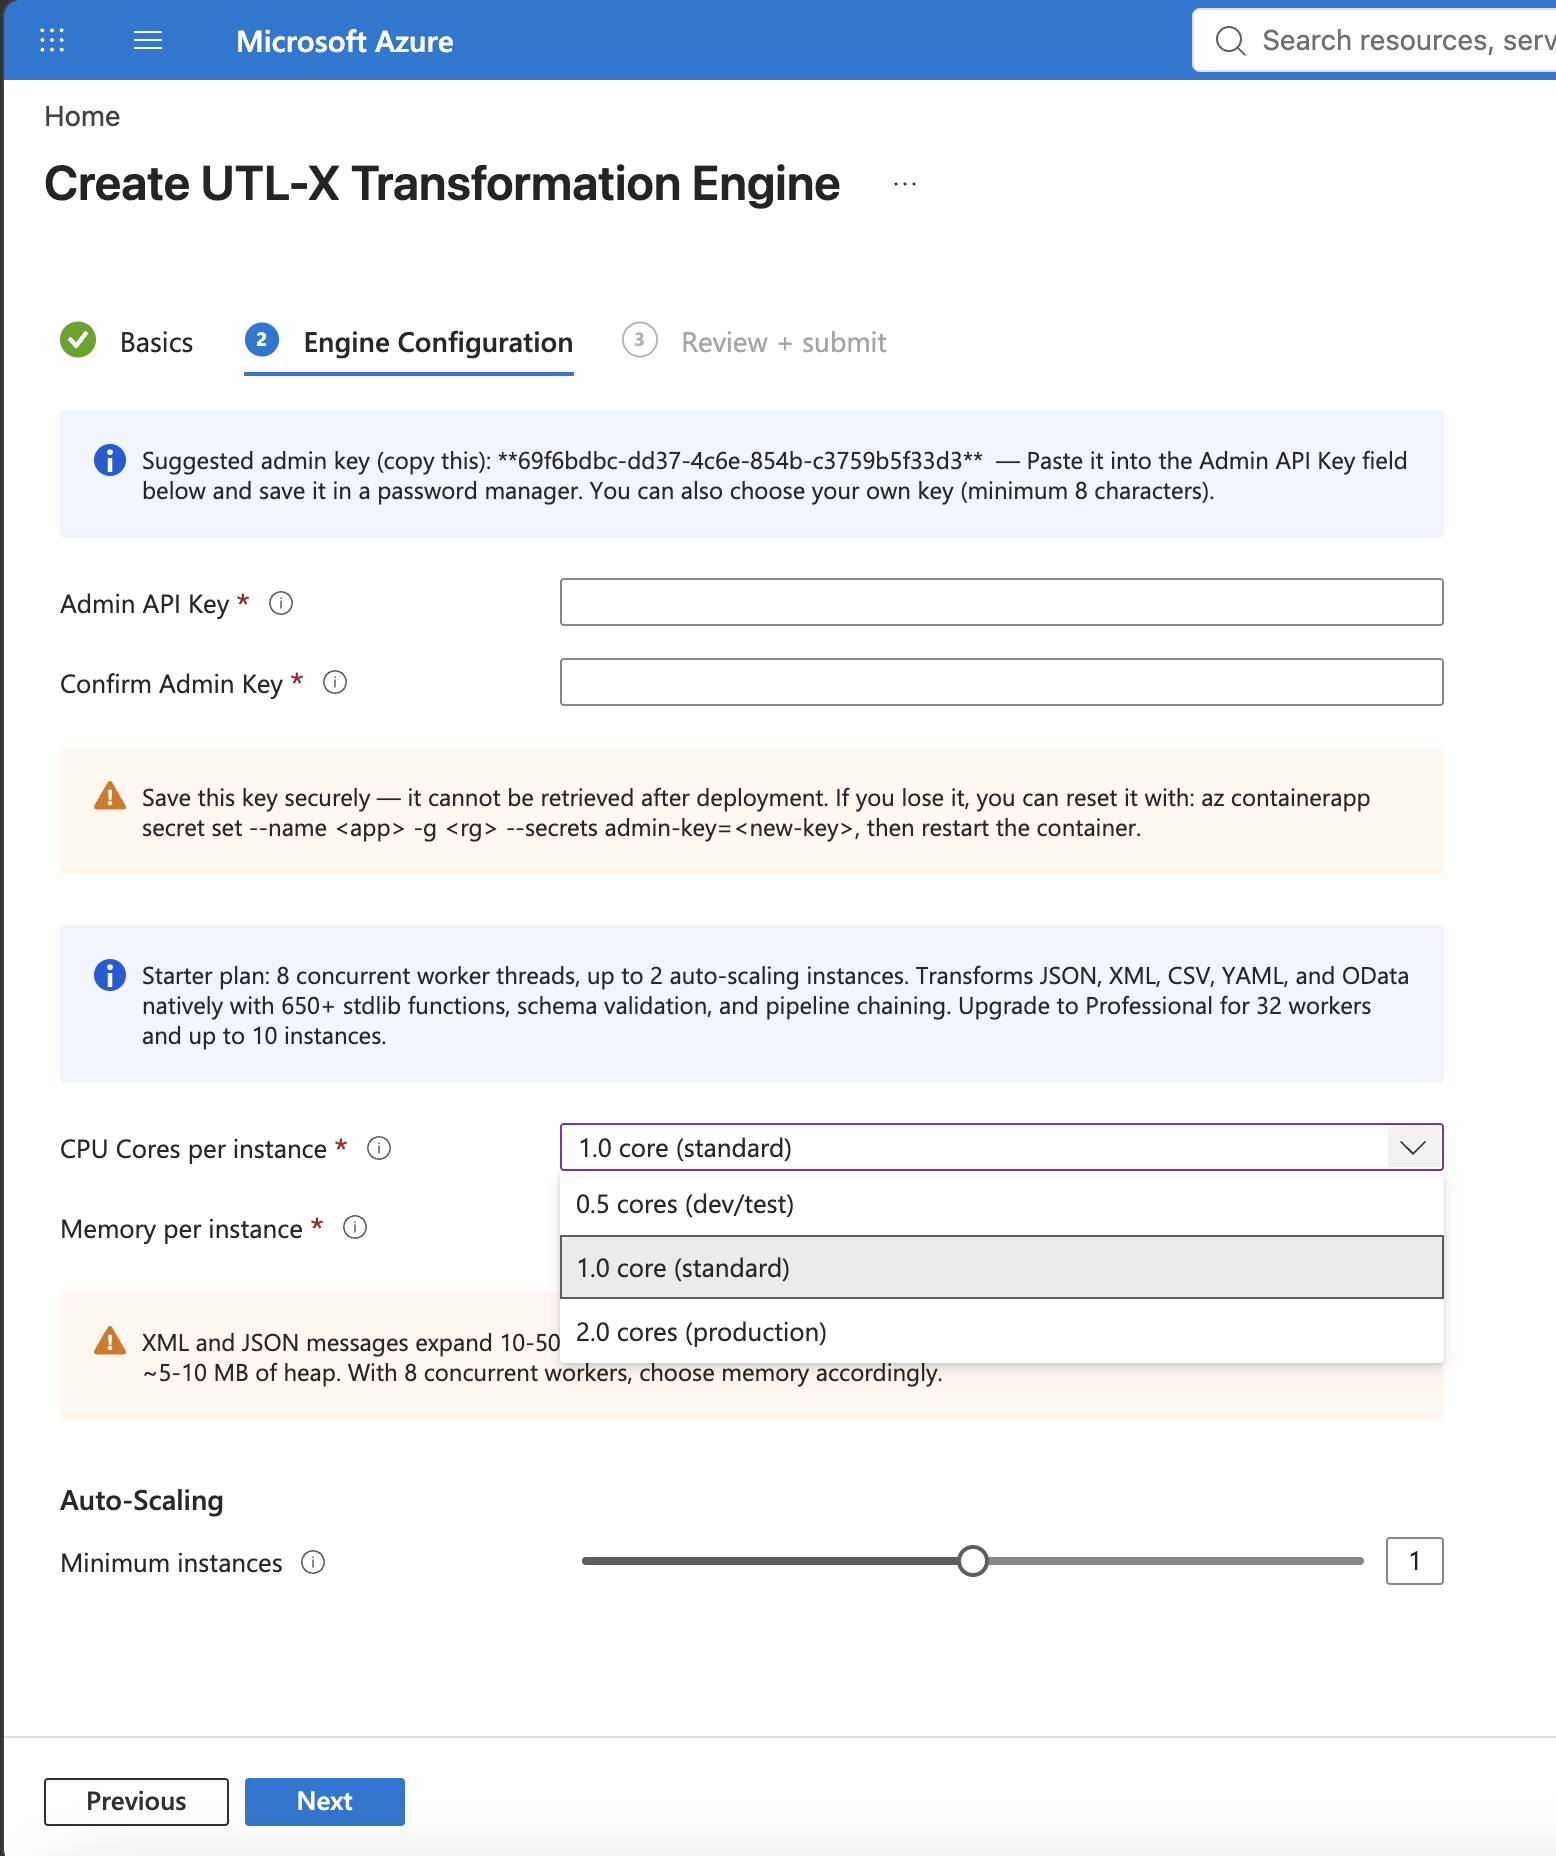 Microsoft Azure
Search resources, serv
Home
Create UTL-X Transformation Engine ...
Basics
2 Engine Configuration
3 Review + submit
Suggested admin key (copy this): **69f6bdbc-dd37-4c6e-854b-c3759b5f33d3** — Paste it into the Admin API Key field
below and save it in a password manager. You can also choose your own key (minimum 8 characters).
Admin API Key *
Confirm Admin Key *
Save this key securely — it cannot be retrieved after deployment. If you lose it, you can reset it with: az containerapp
secret set --name <app> -g <rg> --secrets admin-key=<new-key>, then restart the container.
Starter plan: 8 concurrent worker threads, up to 2 auto-scaling instances. Transforms JSON, XML, CSV, YAML, and OData
natively with 650+ stdlib functions, schema validation, and pipeline chaining. Upgrade to Professional for 32 workers
and up to 10 instances.
CPU Cores per instance *
1.0 core (standard)
0.5 cores (dev/test)
Memory per instance *
1.0 core (standard)
2.0 cores (production)
XML and JSON messages expand 10-50
~5-10 MB of heap. With 8 concurrent workers, choose memory accordingly.
Auto-Scaling
Minimum instances
1
Previous
Next